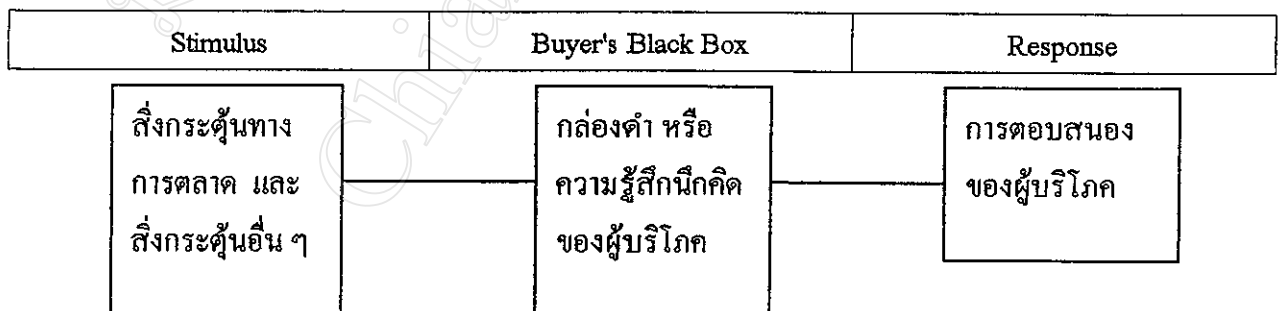 Stimulus
Buyer's Black Box
Response
สิ่งกระตุ้นทาง
การตลาด และ
สิ่งกระตุ้นอื่น ๆ
กล่องดำ หรือ
ความรู้สึกนึกคิด
ของผู้บริโภค
การตอบสนอง
ของผู้บริโภค
Chia